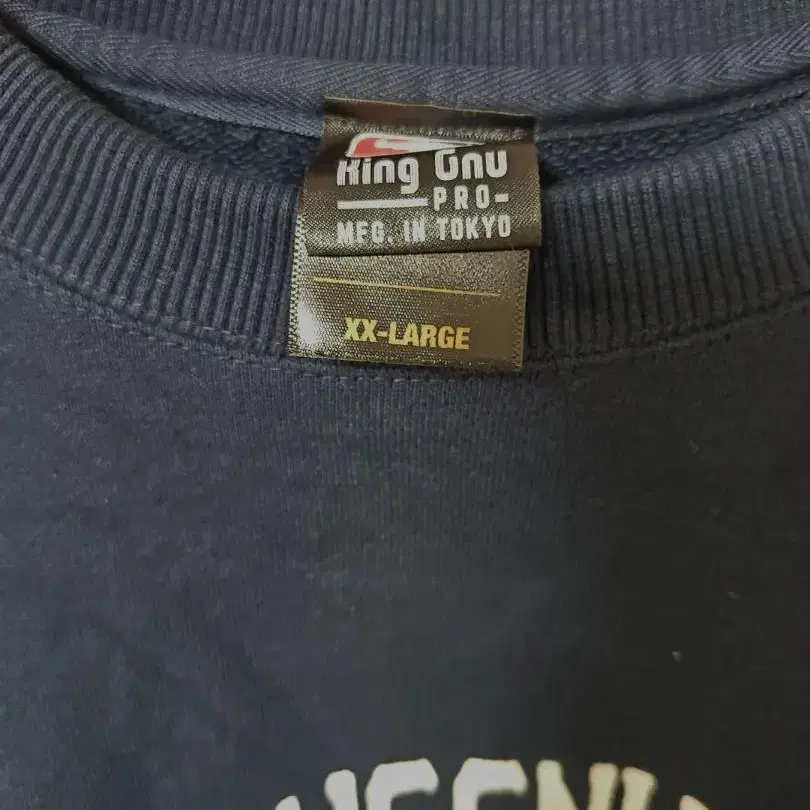 King Gnu
PRO-
MFG. IN TOKYO
XX-LARGE